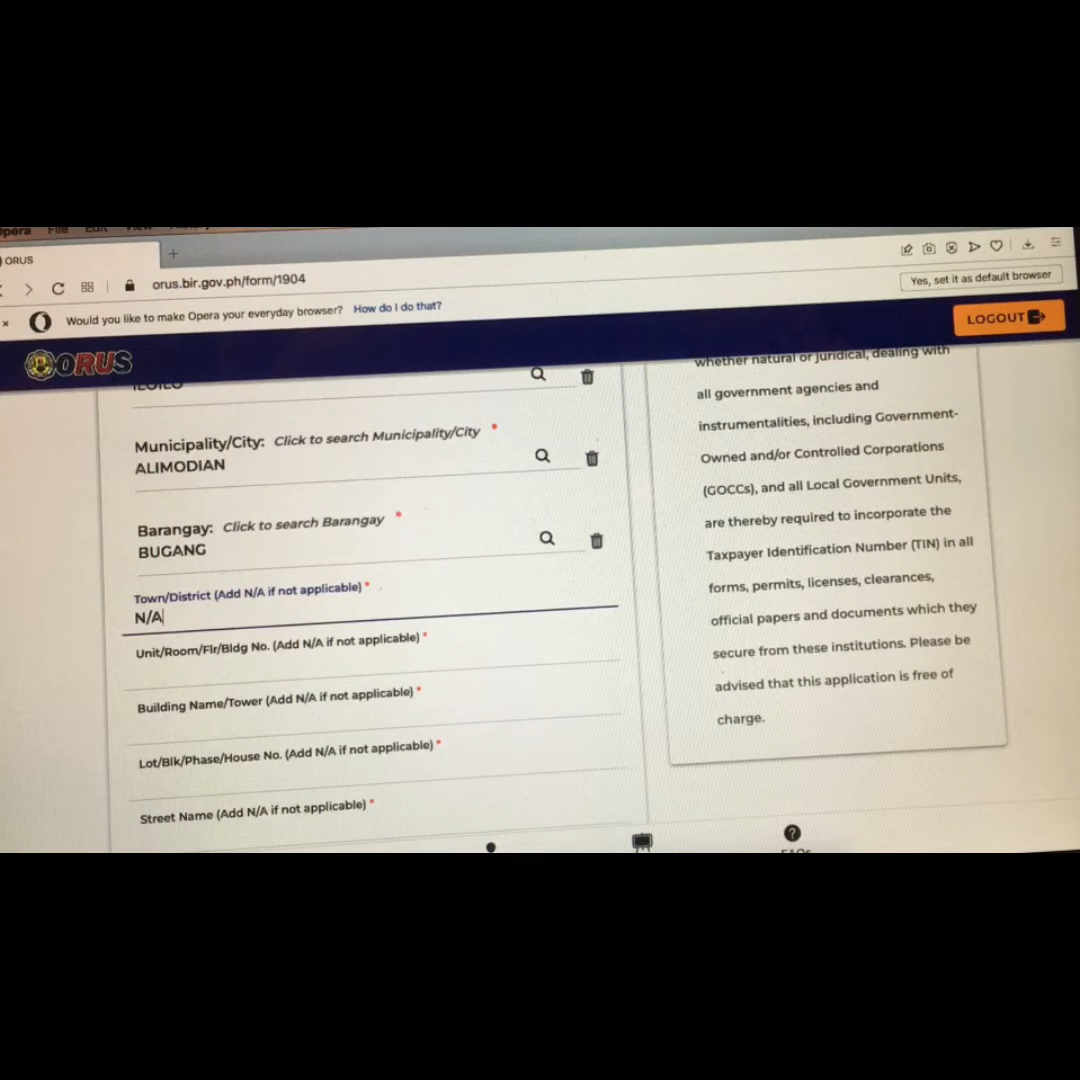 Opera File Edit View
ORUS
orus.bir.gov.ph/form/1904
Yes, set it as default browser
Would you like to make Opera your everyday browser? How do I do that?
LOGOUT
ORUS
ILOILO
Municipality/City: Click to search Municipality/City *
ALIMODIAN
Barangay: Click to search Barangay *
BUGANG
Town/District (Add N/A if not applicable) *
N/A
Unit/Room/Flr/Bldg No. (Add N/A if not applicable) *
Building Name/Tower (Add N/A if not applicable) *
Lot/Blk/Phase/House No. (Add N/A if not applicable) *
Street Name (Add N/A if not applicable) *
whether natural or juridical, dealing with
all government agencies and
instrumentalities, including Government-
Owned and/or Controlled Corporations
(GOCCs), and all Local Government Units,
are thereby required to incorporate the
Taxpayer Identification Number (TIN) in all
forms, permits, licenses, clearances,
official papers and documents which they
secure from these institutions. Please be
advised that this application is free of
charge.
FAQs